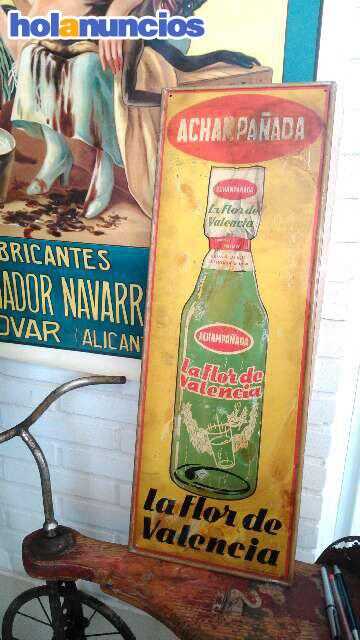 holanuncios
BRICANTES
ADOR NAVARR
OVAR (ALICAN
ACHAMPAÑADA
ACHAMPAÑADA
La Flor de
Valencia
ACHAMPAÑADA
La Flor de
Valencia
La Flor de
Valencia